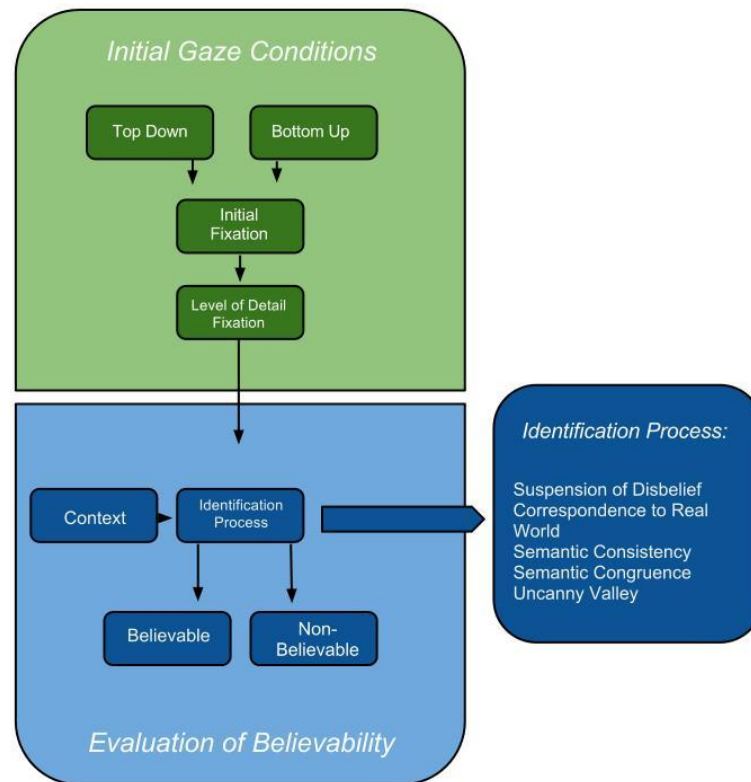 Initial Gaze Conditions
Top Down
Bottom Up
Initial
Fixation
Level of Detail
Fixation
Context
Identification
Process
Believable
Non-
Believable
Evaluation of Believability
Identification Process:
Suspension of Disbelief
Correspondence to Real
World
Semantic Consistency
Semantic Congruence
Uncanny Valley